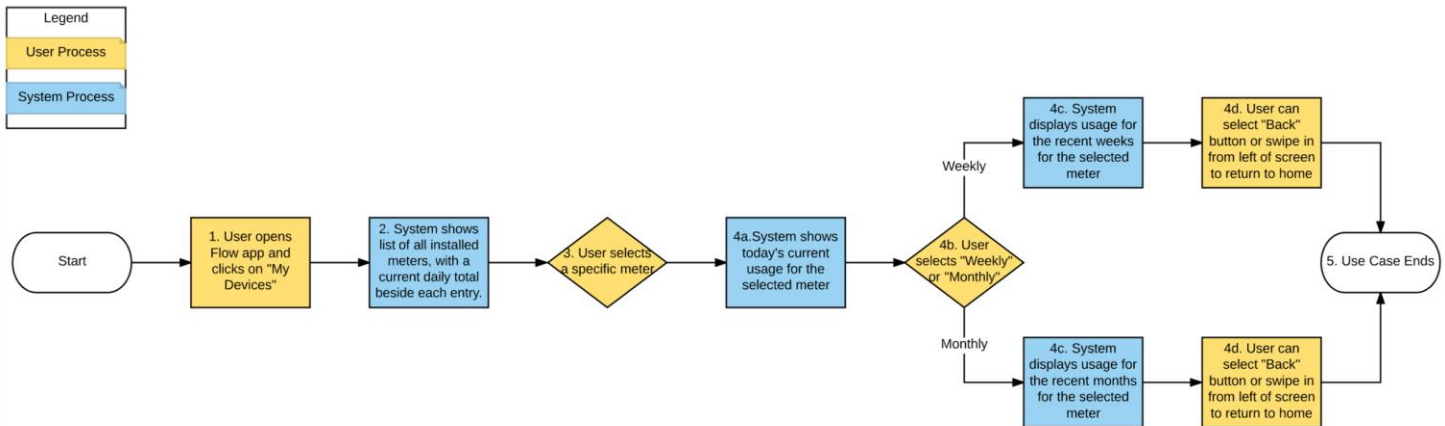 Legend
User Process
System Process
Start
1. User opens
Flow app and
clicks on "My
Devices"
2. System shows
list of all installed
meters, with a
current daily total
beside each entry.
3. User selects
a specific meter
4a.System shows
today's current
usage for the
selected meter
4b. User
selects "Weekly"
or "Monthly"
Weekly
4c. System
displays usage for
the recent weeks
for the selected
meter
4d. User can
select "Back"
button or swipe in
from left of screen
to return to home
Monthly
4c. System
displays usage for
the recent months
for the selected
meter
4d. User can
select "Back"
button or swipe in
from left of screen
to return to home
5. Use Case Ends